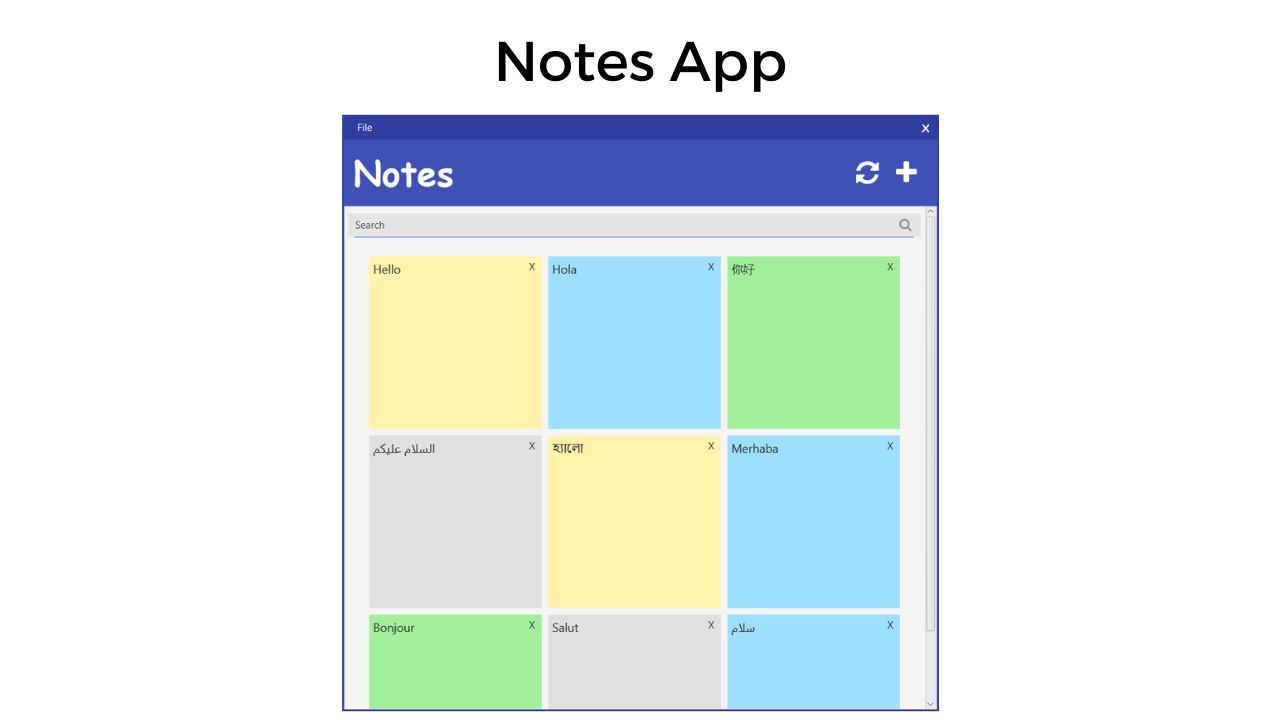 Notes App
File X
Notes
Search
Hello X
Hola X
你好 X
السلام عليكم X
হ্যালো X
Merhaba X
Bonjour X
Salut X
سلام X